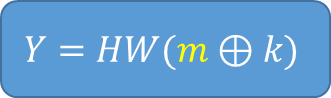 Y = HW(m ⊕ k)